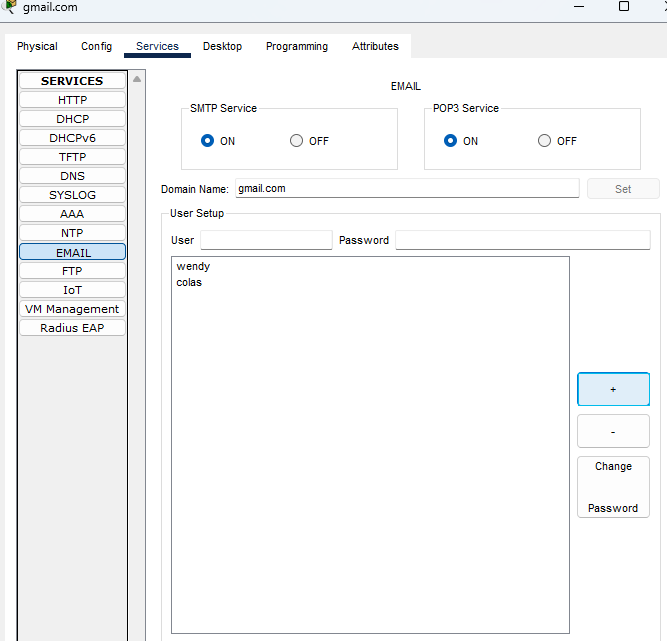 gmail.com
Physical Config Services Desktop Programming Attributes
SERVICES
HTTP
DHCP
DHCPv6
TFTP
DNS
SYSLOG
AAA
NTP
EMAIL
FTP
IoT
VM Management
Radius EAP
EMAIL
SMTP Service
ON OFF
POP3 Service
ON OFF
Domain Name: gmail.com Set
User Setup
User Password
wendy
colas
+
-
Change
Password